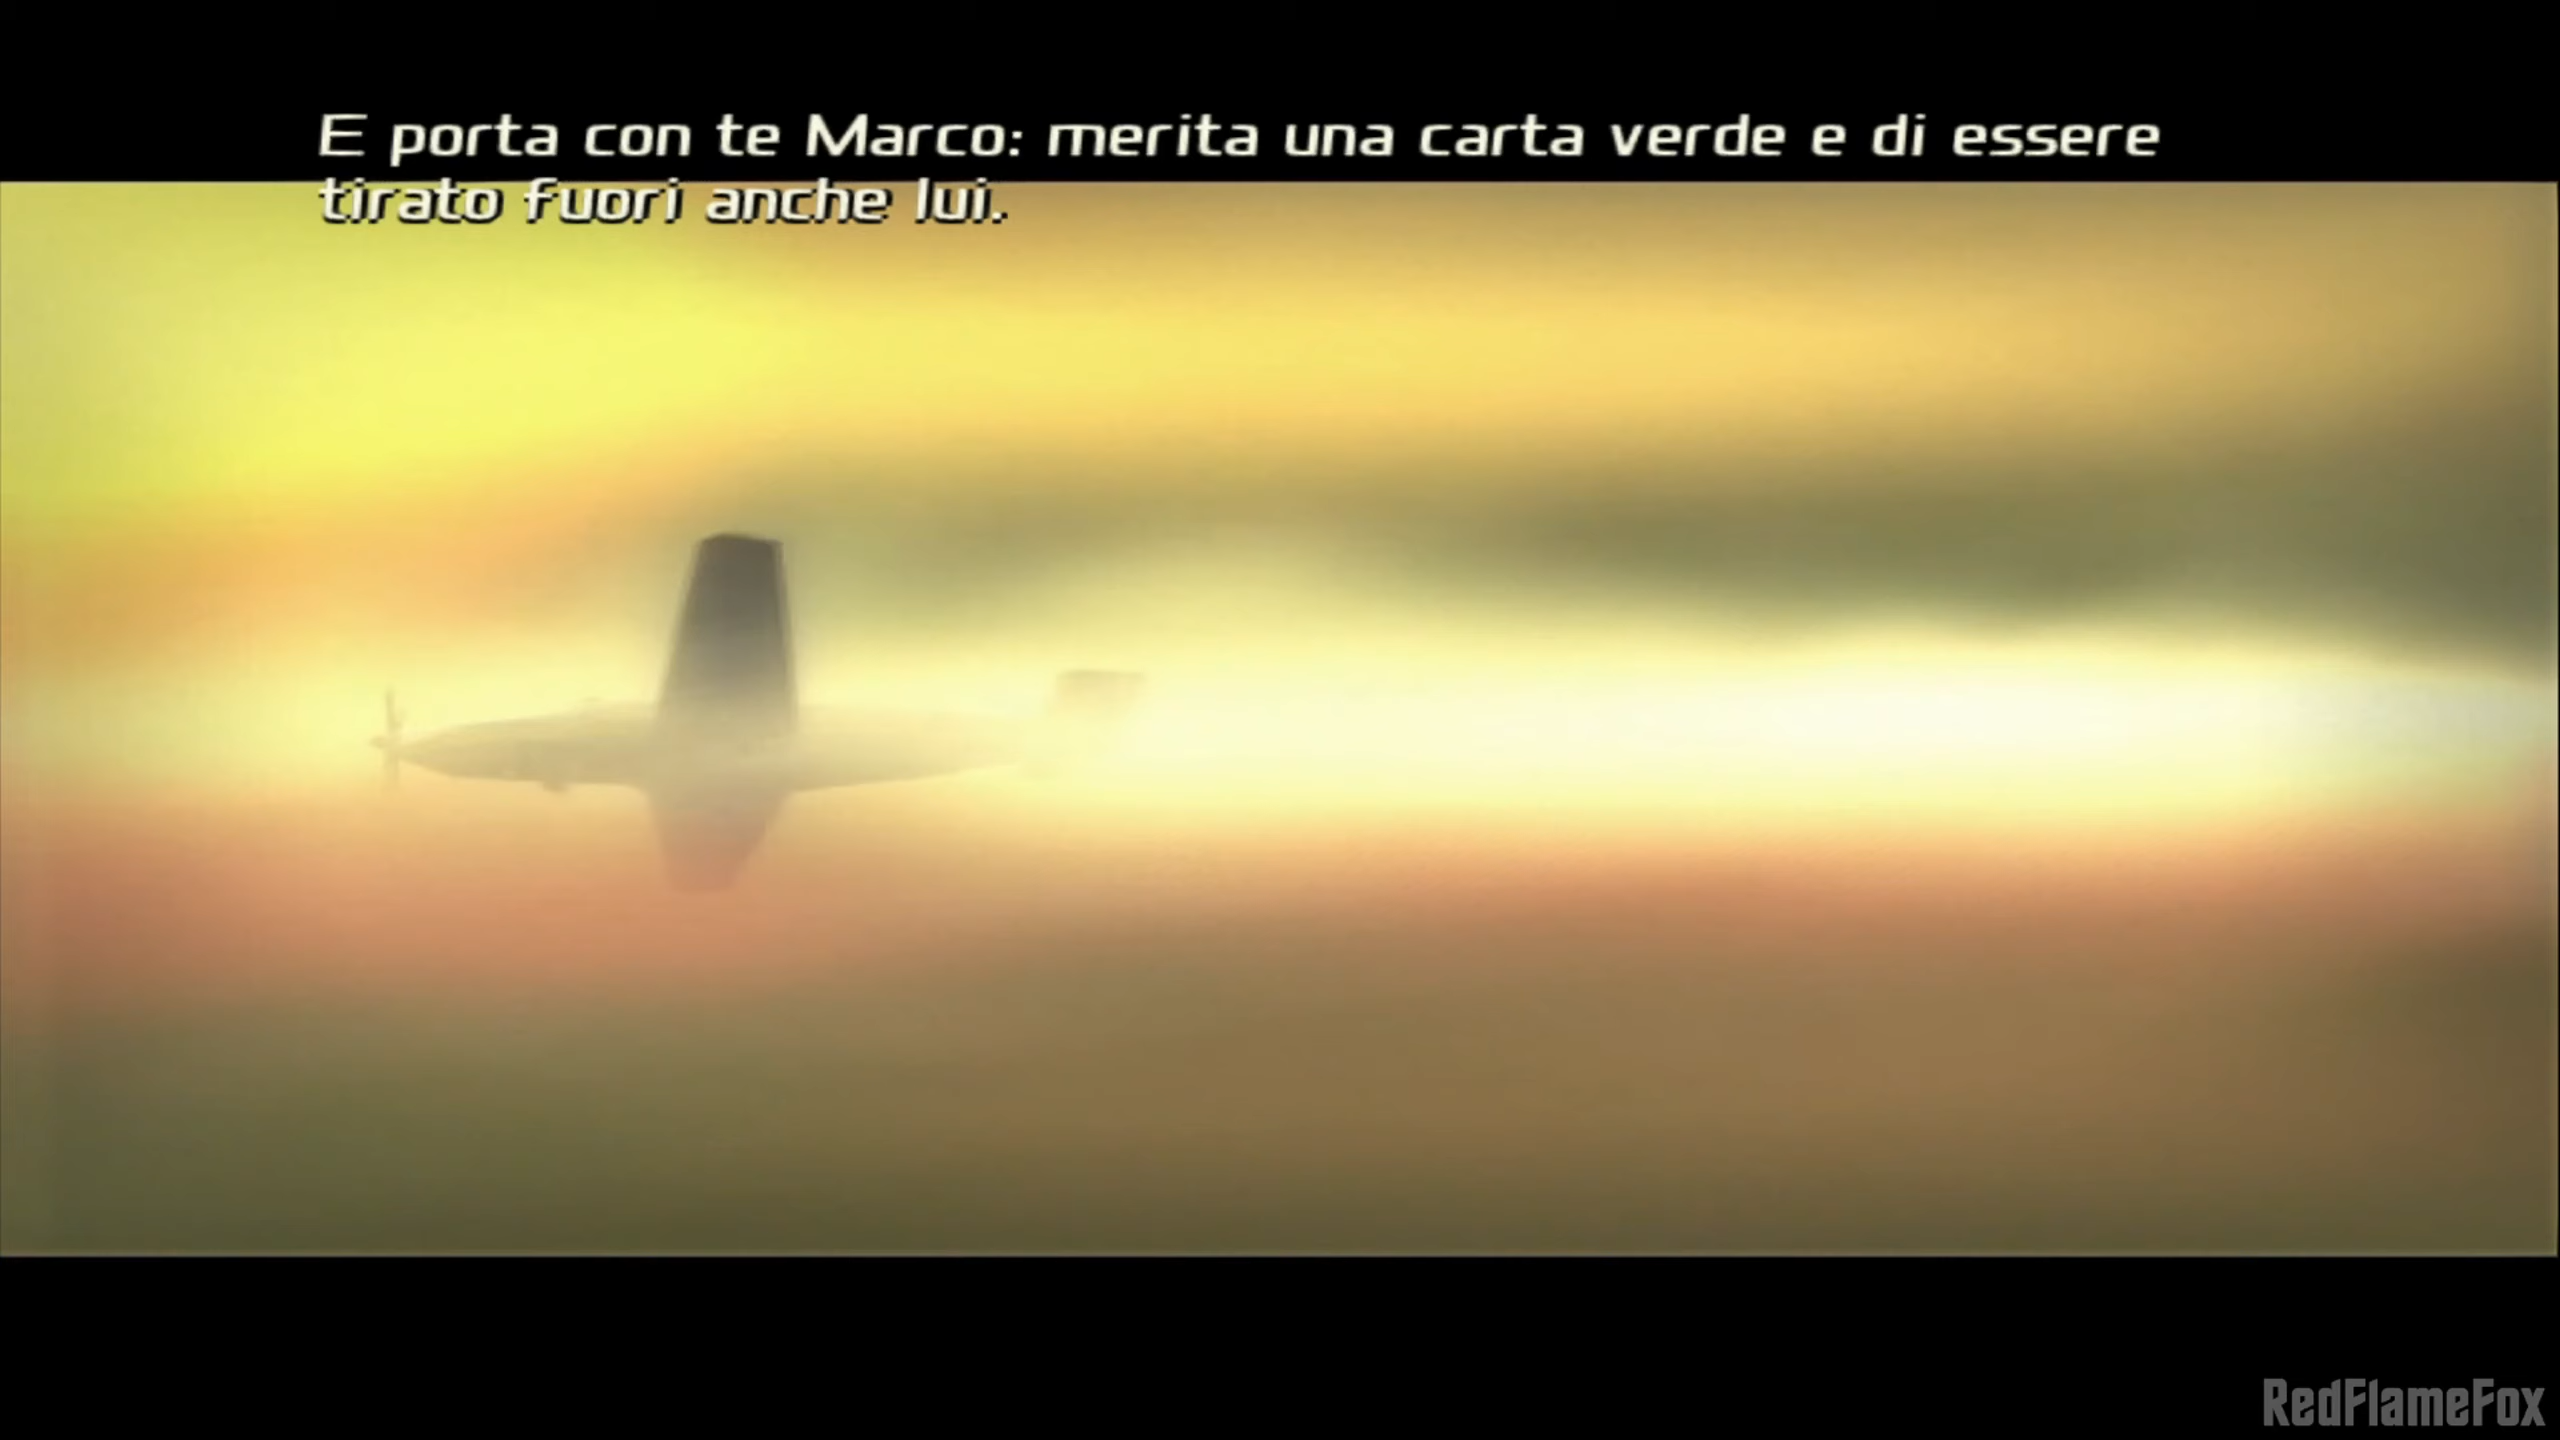 E porta con te Marco: merita una carta verde e di essere
tirato fuori anche lui.
RedFlameFox